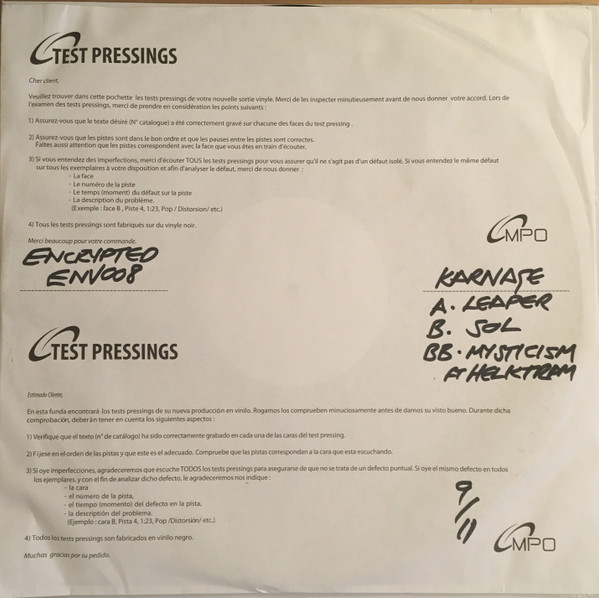 TEST PRESSINGS
Cher client,
Veuillez trouver dans cette pochette les tests pressings de votre nouvelle sortie vinyle. Merci de les inspecter minutieusement avant de nous donner votre accord. Lors de
l'examen des tests pressings, merci de prendre en considération les points suivants :
1) Assurez-vous que le texte désiré (N° catalogue) a été correctement gravé sur chacune des faces du test pressing .
2) Assurez-vous que les pistes sont dans le bon ordre et que les pauses entre les pistes sont correctes.
Faites aussi attention que les pistes correspondent avec la face que vous êtes en train d'écouter.
3) Si vous entendez des imperfections, merci d'écouter TOUS les tests pressings pour vous assurer qu'il ne s'agit pas d'un défaut isolé. Si vous entendez le même défaut
sur tous les exemplaires à votre disposition et afin d'analyser le défaut, merci de nous donner :
- La face
- Le numéro de la piste
- Le temps (moment) du défaut sur la piste
- La description du problème.
(Exemple : face B , Piste 4, 1:23, Pop / Distorsion/ etc.)
4) Tous les tests pressings sont fabriqués sur du vinyle noir.
Merci beaucoup pour votre commande.
MPO
ENCRYPTED
ENV008
KARNAGE
A. LEAPER
B. SOL
BB. MYSTICISM
FT HELKTRAM
TEST PRESSINGS
Estimado Cliente,
En esta funda encontrará los tests pressings de su nueva producción en vinilo. Rogamos los comprueben minuciosamente antes de darnos su visto bueno. Durante dicha
comprobación, deberán tener en cuenta los siguientes aspectos :
1) Verifique que el texto (n° de catálogo) ha sido correctamente grabado en cada una de las caras del test pressing.
2) Fíjese en el orden de las pistas y que este es el adecuado. Compruebe que las pistas corresponden a la cara que esta escuchando.
3) Si oye imperfecciones, agradeceremos que escuche TODOS los tests pressings para asegurarse de que no se trata de un defecto puntual. Si oye el mismo defecto en todos
los ejemplares, y con el fin de analizar dicho defecto, le agradeceremos nos indique :
- la cara
- el número de la pista,
- el tiempo (momento) del defecto en la pista,
- la descriptión del problema.
(Ejemplo : cara B, Pista 4, 1:23, Pop /Distorsión/ etc.)
4) Todos los tests pressings son fabricados en vinilo negro.
Muchas gracias por su pedido.
9/11
MPO